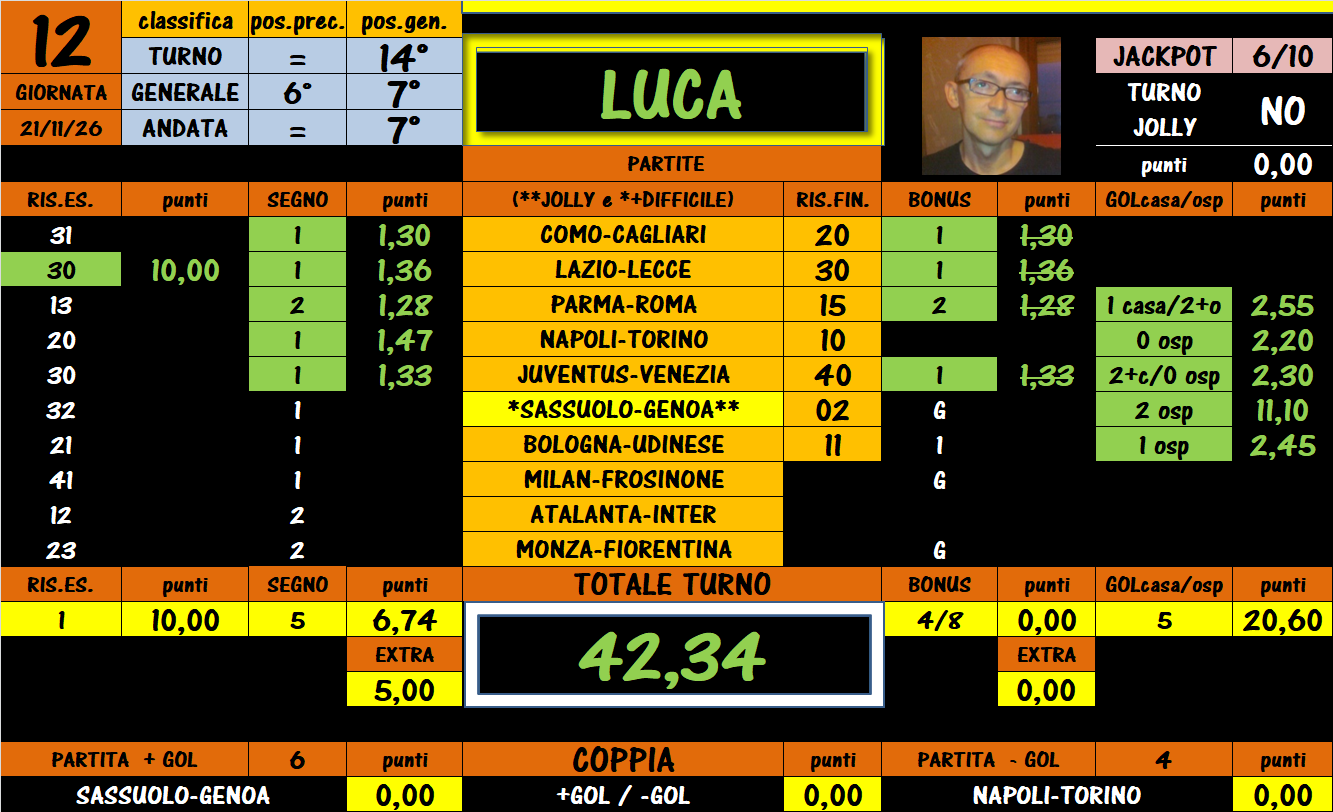 12 classifica pos.prec. pos.gen.
TURNO = 14°
GIORNATA GENERALE 6° 7°
21/11/26 ANDATA = 7°
LUCA
JACKPOT 6/10
TURNO
JOLLY NO
punti 0,00
PARTITE
RIS.ES. punti SEGNO punti (**JOLLY e *+DIFFICILE) RIS.FIN. BONUS punti GOLcasa/osp punti
31 1 1,30 COMO-CAGLIARI 20 1 1,30
30 10,00 1 1,36 LAZIO-LECCE 30 1 1,36
13 2 1,28 PARMA-ROMA 15 2 1,28 1 casa/2+o 2,55
20 1 1,47 NAPOLI-TORINO 10 0 osp 2,20
30 1 1,33 JUVENTUS-VENEZIA 40 1 1,33 2+c/0 osp 2,30
32 1 *SASSUOLO-GENOA** 02 G 2 osp 11,10
21 1 BOLOGNA-UDINESE 11 1 1 osp 2,45
41 1 MILAN-FROSINONE G
12 2 ATALANTA-INTER
23 2 MONZA-FIORENTINA G
RIS.ES. punti SEGNO punti TOTALE TURNO BONUS punti GOLcasa/osp punti
1 10,00 5 6,74 42,34 4/8 0,00 5 20,60
EXTRA EXTRA
5,00 0,00
PARTITA + GOL 6 punti COPPIA punti PARTITA - GOL 4 punti
SASSUOLO-GENOA 0,00 +GOL / -GOL 0,00 NAPOLI-TORINO 0,00